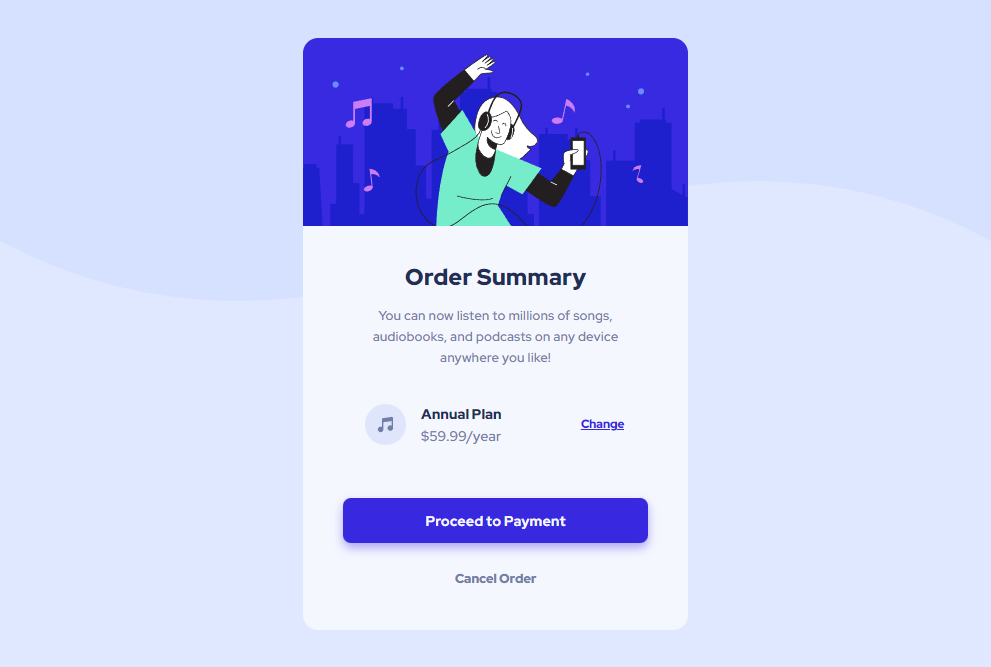 Order Summary
You can now listen to millions of songs,
audiobooks, and podcasts on any device
anywhere you like!
Annual Plan
$59.99/year
Change
Proceed to Payment
Cancel Order